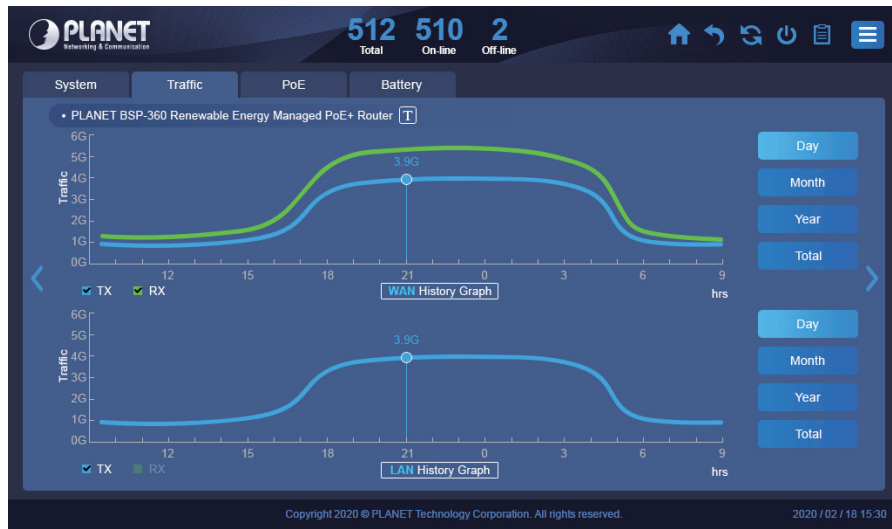 PLANET
Networking & Communication
512 510 2
Total On-line Off-line
System Traffic PoE Battery
• PLANET BSP-360 Renewable Energy Managed PoE+ Router T
Traffic
6G
5G
4G
3G
2G
1G
0G
3.9G
12 15 18 21 0 3 6 9
hrs
TX RX
WAN History Graph
Day
Month
Year
Total
Traffic
6G
5G
4G
3G
2G
1G
0G
3.9G
12 15 18 21 0 3 6 9
hrs
TX RX
LAN History Graph
Day
Month
Year
Total
Copyright 2020 © PLANET Technology Corporation. All rights reserved.
2020 / 02 / 18 15:30